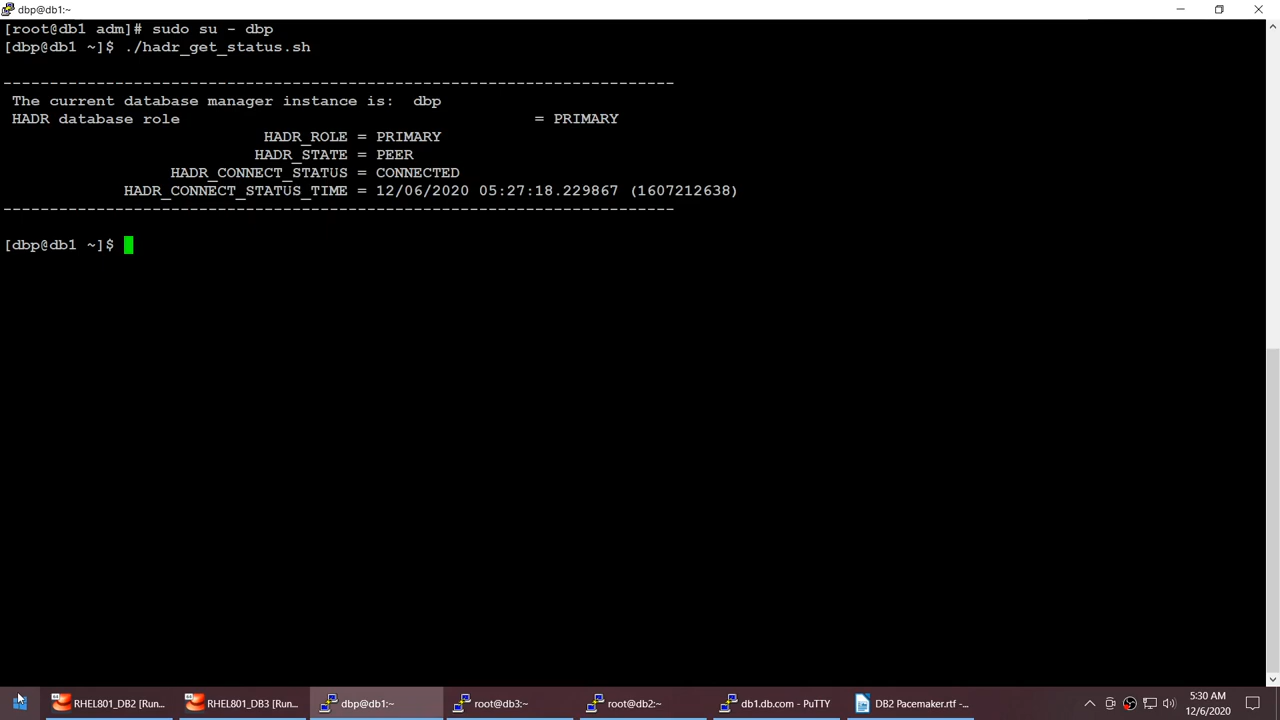 dbp@db1:~
[root@db1 adm]# sudo su - dbp
[dbp@db1 ~]$ ./hadr_get_status.sh
------------------------------------------------------------------------
The current database manager instance is:  dbp
HADR database role                                      = PRIMARY
HADR_ROLE = PRIMARY
HADR_STATE = PEER
HADR_CONNECT_STATUS = CONNECTED
HADR_CONNECT_STATUS_TIME = 12/06/2020 05:27:18.229867 (1607212638)
------------------------------------------------------------------------
[dbp@db1 ~]$
RHEL801_DB2 [Run... RHEL801_DB3 [Run... dbp@db1:~ root@db3:~ root@db2:~ db1.db.com - PuTTY DB2 Pacemaker.rtf -... 5:30 AM
12/6/2020